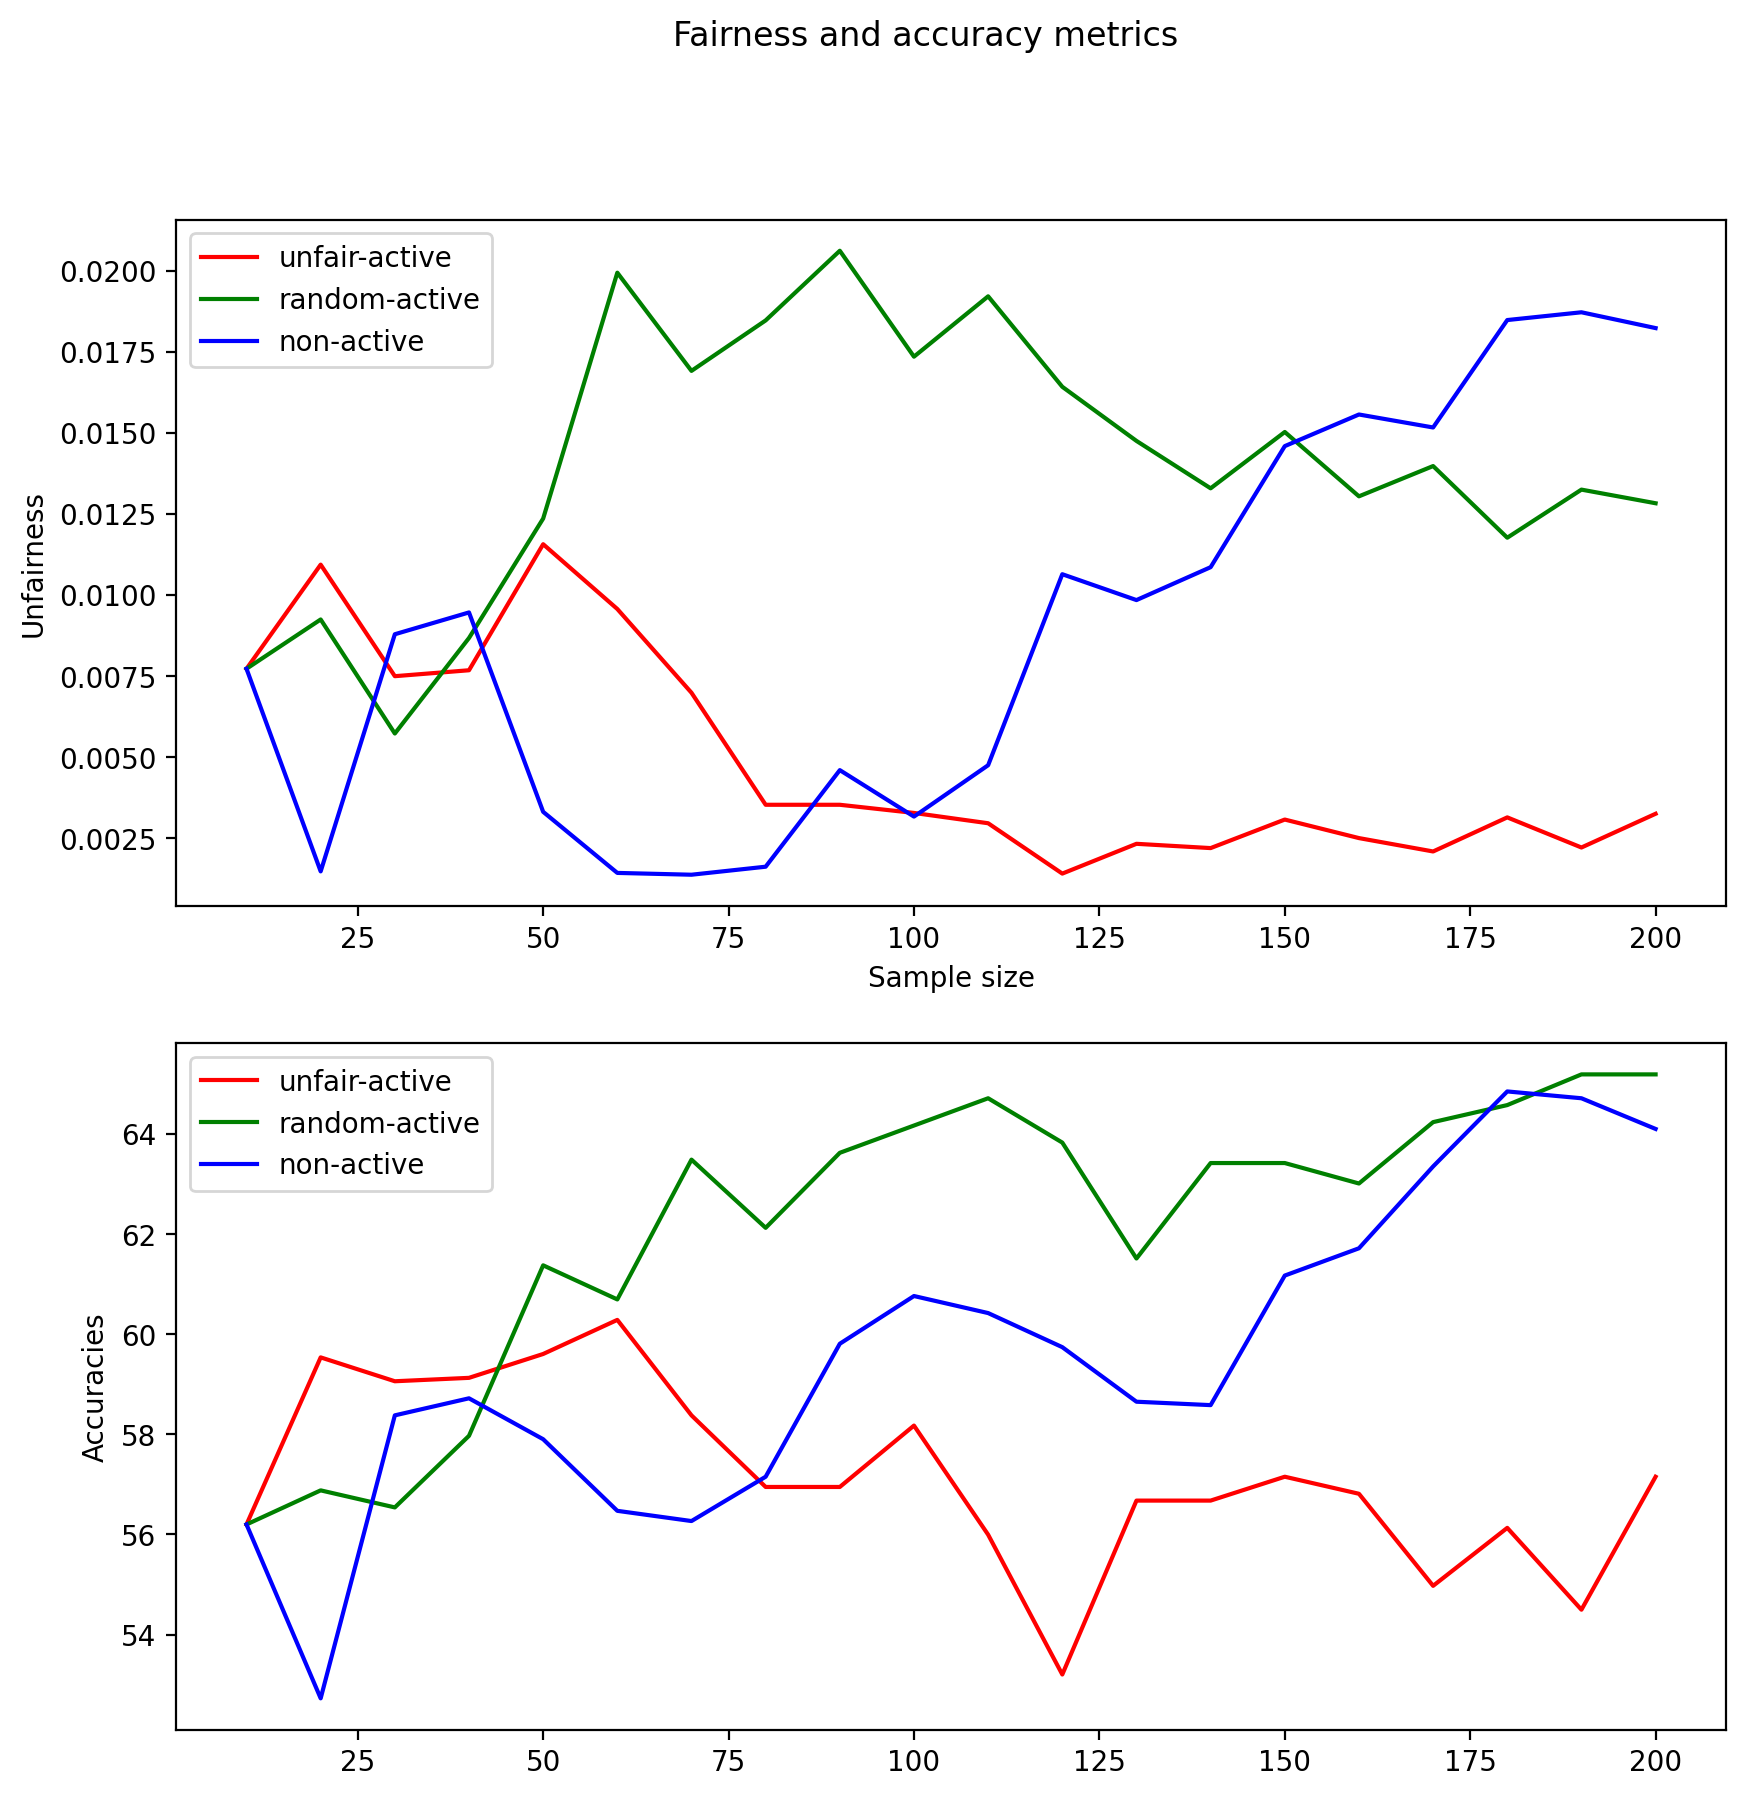 Fairness and accuracy metrics
unfair-active
random-active
non-active
0.0200
0.0175
0.0150
0.0125
0.0100
0.0075
0.0050
0.0025
Unfairness
25 50 75 100 125 150 175 200
Sample size
unfair-active
random-active
non-active
64
62
60
58
56
54
Accuracies
25 50 75 100 125 150 175 200